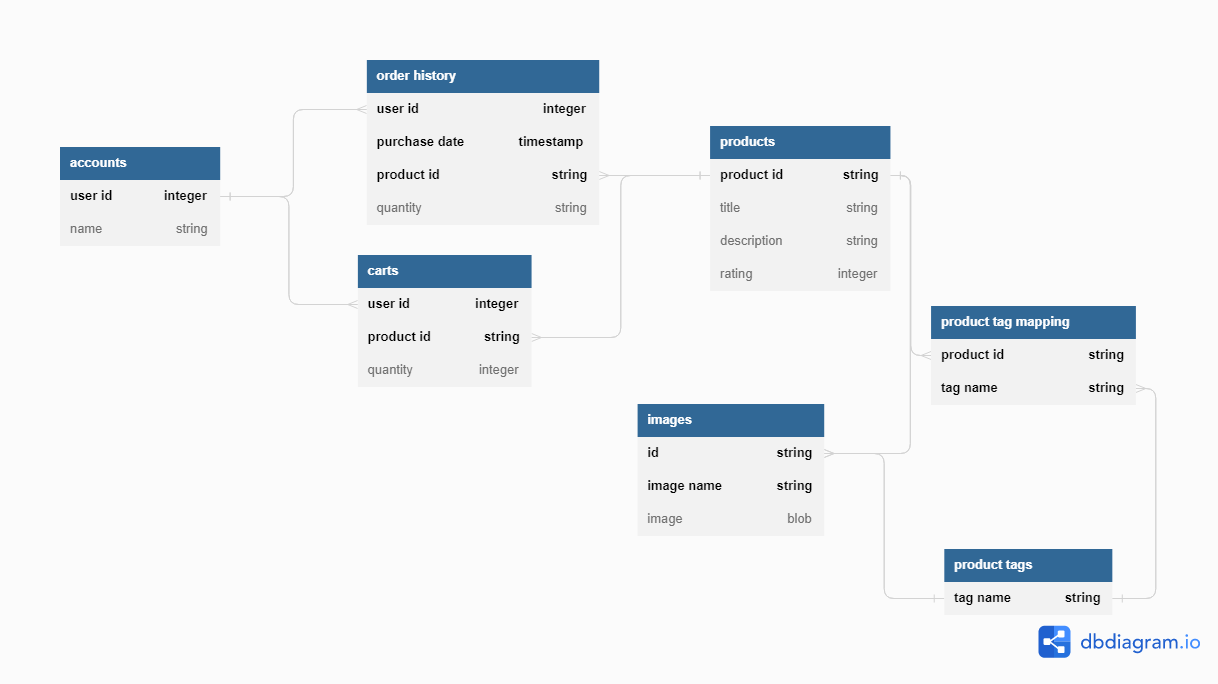 accounts
user id integer
name string
order history
user id integer
purchase date timestamp
product id string
quantity string
carts
user id integer
product id string
quantity integer
products
product id string
title string
description string
rating integer
product tag mapping
product id string
tag name string
images
id string
image name string
image blob
product tags
tag name string
dbdiagram.io